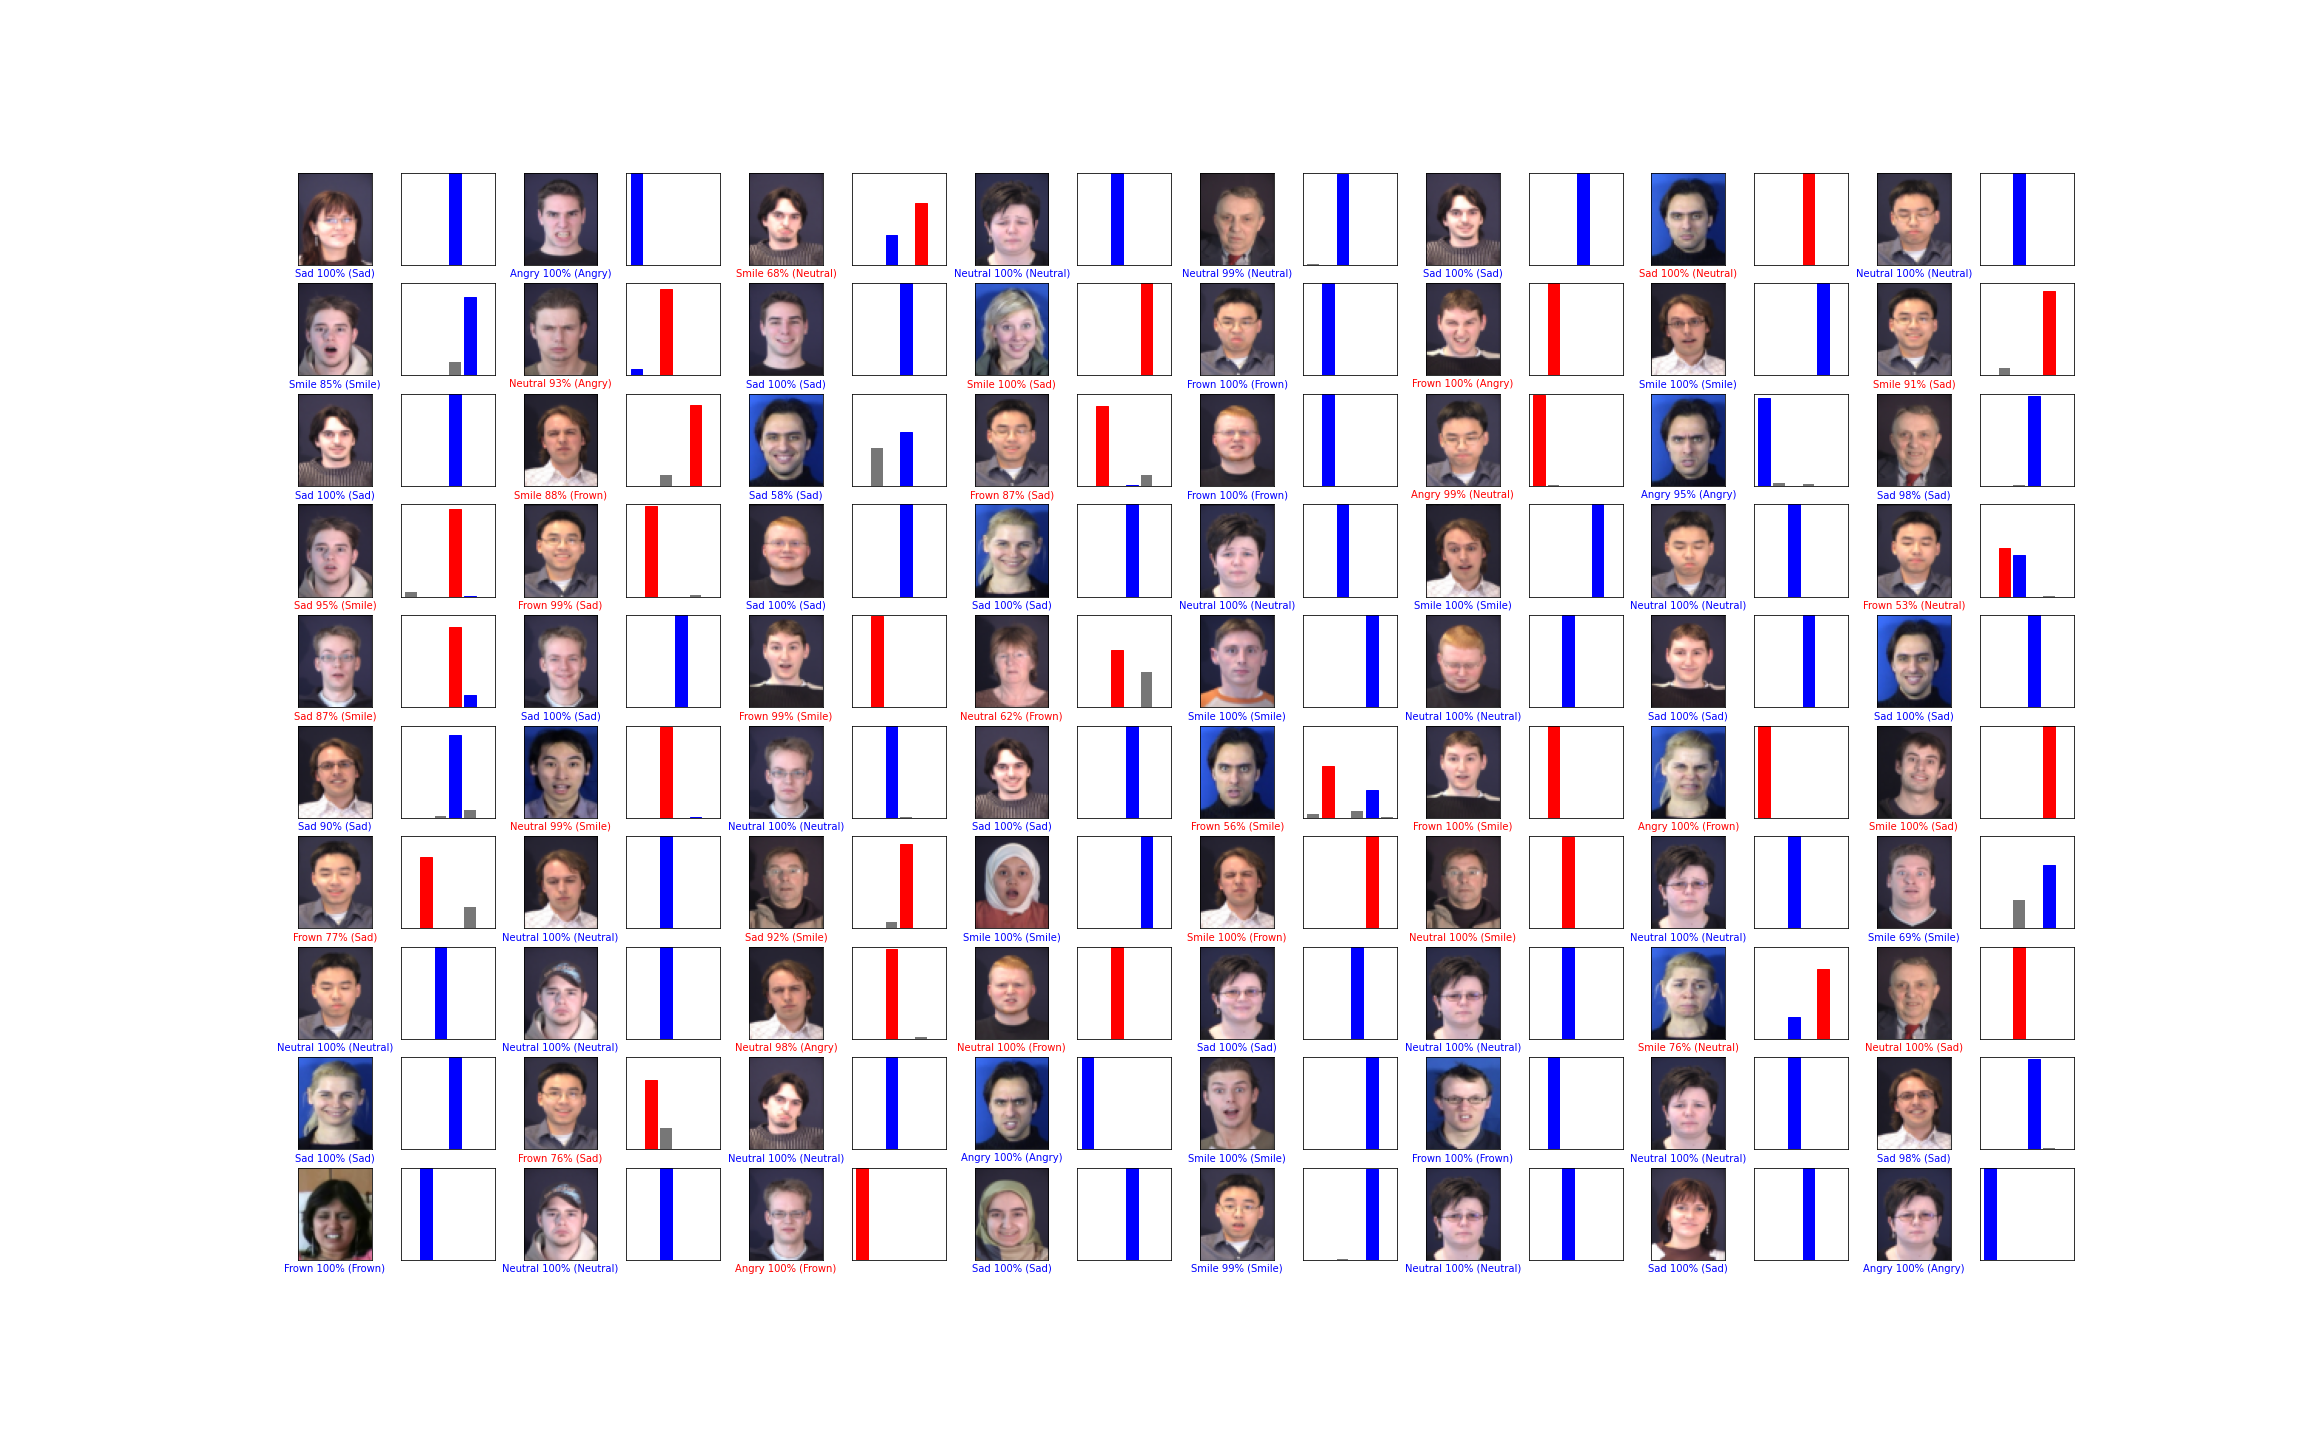 Sad 100% (Sad) Angry 100% (Angry) Smile 68% (Neutral) Neutral 100% (Neutral) Neutral 99% (Neutral) Sad 100% (Sad) Sad 100% (Neutral) Neutral 100% (Neutral)
Smile 85% (Smile) Neutral 93% (Angry) Sad 100% (Sad) Smile 100% (Sad) Frown 100% (Frown) Frown 100% (Angry) Smile 100% (Smile) Smile 91% (Sad)
Sad 100% (Sad) Smile 88% (Frown) Sad 58% (Sad) Frown 87% (Sad) Frown 100% (Frown) Angry 99% (Neutral) Angry 95% (Angry) Sad 98% (Sad)
Sad 95% (Smile) Frown 99% (Sad) Sad 100% (Sad) Sad 100% (Sad) Neutral 100% (Neutral) Smile 100% (Smile) Neutral 100% (Neutral) Frown 53% (Neutral)
Sad 87% (Smile) Sad 100% (Sad) Frown 99% (Smile) Neutral 62% (Frown) Smile 100% (Smile) Neutral 100% (Neutral) Sad 100% (Sad) Sad 100% (Sad)
Sad 90% (Sad) Neutral 99% (Smile) Neutral 100% (Neutral) Sad 100% (Sad) Frown 56% (Smile) Frown 100% (Smile) Angry 100% (Frown) Smile 100% (Sad)
Frown 77% (Sad) Neutral 100% (Neutral) Sad 92% (Smile) Smile 100% (Smile) Smile 100% (Frown) Neutral 100% (Smile) Neutral 100% (Neutral) Smile 69% (Smile)
Neutral 100% (Neutral) Neutral 100% (Neutral) Neutral 98% (Angry) Neutral 100% (Frown) Sad 100% (Sad) Neutral 100% (Neutral) Smile 76% (Neutral) Neutral 100% (Sad)
Sad 100% (Sad) Frown 76% (Sad) Neutral 100% (Neutral) Angry 100% (Angry) Smile 100% (Smile) Frown 100% (Frown) Neutral 100% (Neutral) Sad 98% (Sad)
Frown 100% (Frown) Neutral 100% (Neutral) Angry 100% (Frown) Sad 100% (Sad) Smile 99% (Smile) Neutral 100% (Neutral) Sad 100% (Sad) Angry 100% (Angry)